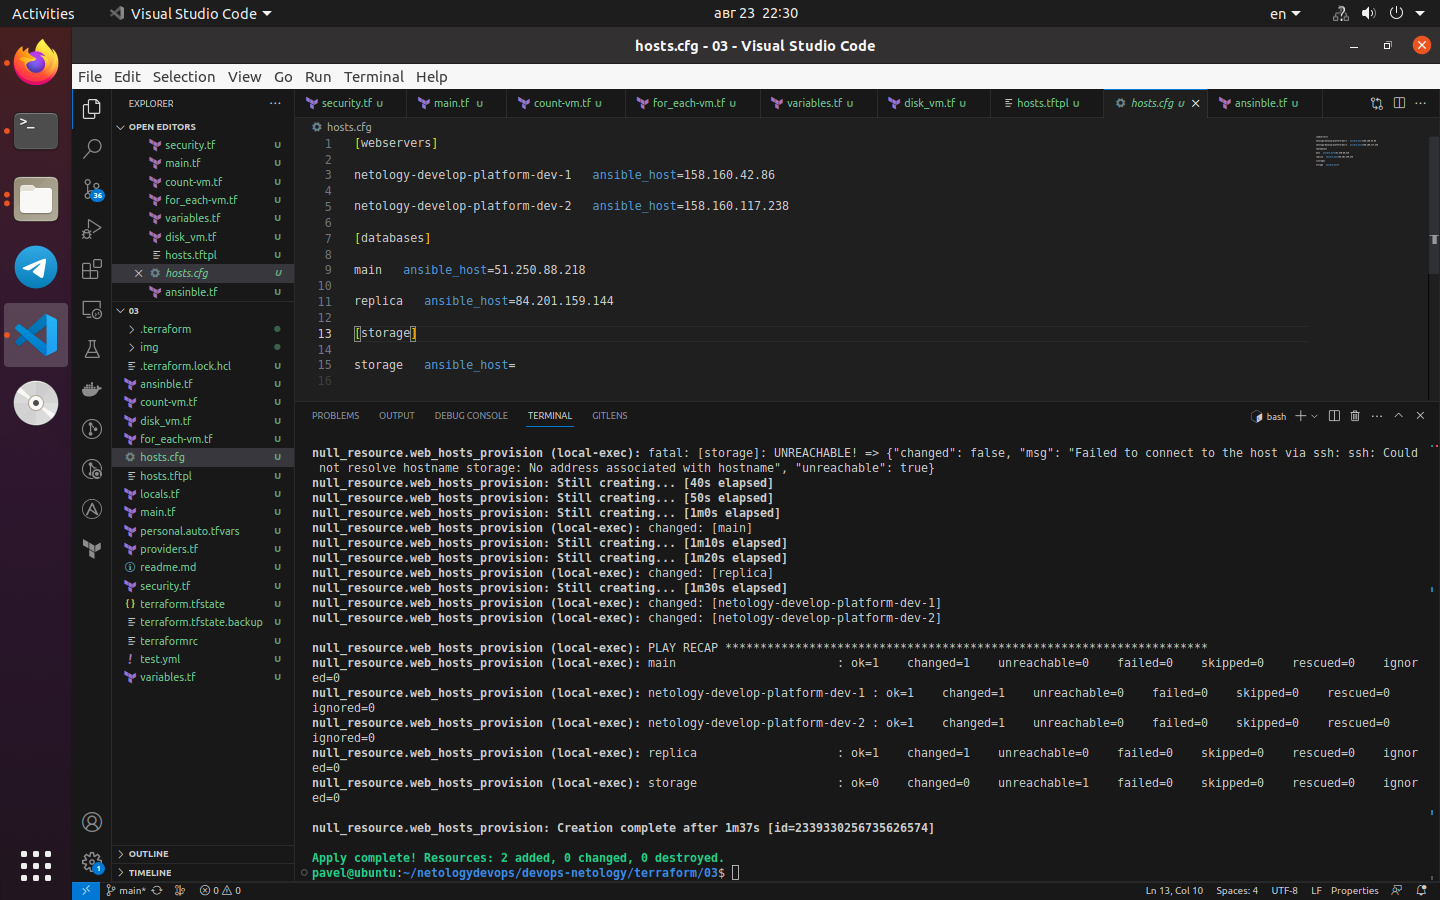 Activities
Visual Studio Code
авг 23 22:30
en
hosts.cfg - 03 - Visual Studio Code
File Edit Selection View Go Run Terminal Help
EXPLORER
security.tf U
main.tf U
count-vm.tf U
for_each-vm.tf U
variables.tf U
disk_vm.tf U
hosts.tftpl U
hosts.cfg U
ansinble.tf U
OPEN EDITORS
security.tf U
main.tf U
count-vm.tf U
for_each-vm.tf U
variables.tf U
disk_vm.tf U
hosts.tftpl U
hosts.cfg U
ansinble.tf U
03
.terraform
img
.terraform.lock.hcl U
ansinble.tf U
count-vm.tf U
disk_vm.tf U
for_each-vm.tf U
hosts.cfg U
hosts.tftpl U
locals.tf U
main.tf U
personal.auto.tfvars U
providers.tf U
readme.md U
security.tf U
terraform.tfstate U
terraform.tfstate.backup U
terraformrc U
test.yml U
variables.tf U
OUTLINE
TIMELINE
36
1
hosts.cfg
1 [webservers]
2
3 netology-develop-platform-dev-1 ansible_host=158.160.42.86
4
5 netology-develop-platform-dev-2 ansible_host=158.160.117.238
6
7 [databases]
8
9 main ansible_host=51.250.88.218
10
11 replica ansible_host=84.201.159.144
12
13 [storage]
14
15 storage ansible_host=
16
PROBLEMS OUTPUT DEBUG CONSOLE TERMINAL GITLENS
bash
null_resource.web_hosts_provision (local-exec): fatal: [storage]: UNREACHABLE! => {"changed": false, "msg": "Failed to connect to the host via ssh: ssh: Could
not resolve hostname storage: No address associated with hostname", "unreachable": true}
null_resource.web_hosts_provision: Still creating... [40s elapsed]
null_resource.web_hosts_provision: Still creating... [50s elapsed]
null_resource.web_hosts_provision: Still creating... [1m0s elapsed]
null_resource.web_hosts_provision (local-exec): changed: [main]
null_resource.web_hosts_provision: Still creating... [1m10s elapsed]
null_resource.web_hosts_provision: Still creating... [1m20s elapsed]
null_resource.web_hosts_provision (local-exec): changed: [replica]
null_resource.web_hosts_provision: Still creating... [1m30s elapsed]
null_resource.web_hosts_provision (local-exec): changed: [netology-develop-platform-dev-1]
null_resource.web_hosts_provision (local-exec): changed: [netology-develop-platform-dev-2]
null_resource.web_hosts_provision (local-exec): PLAY RECAP *********************************************************************
null_resource.web_hosts_provision (local-exec): main : ok=1 changed=1 unreachable=0 failed=0 skipped=0 rescued=0 ignor
ed=0
null_resource.web_hosts_provision (local-exec): netology-develop-platform-dev-1 : ok=1 changed=1 unreachable=0 failed=0 skipped=0 rescued=0
ignored=0
null_resource.web_hosts_provision (local-exec): netology-develop-platform-dev-2 : ok=1 changed=1 unreachable=0 failed=0 skipped=0 rescued=0
ignored=0
null_resource.web_hosts_provision (local-exec): replica : ok=1 changed=1 unreachable=0 failed=0 skipped=0 rescued=0 ignor
ed=0
null_resource.web_hosts_provision (local-exec): storage : ok=0 changed=0 unreachable=1 failed=0 skipped=0 rescued=0 ignor
ed=0
null_resource.web_hosts_provision: Creation complete after 1m37s [id=2339330256735626574]
Apply complete! Resources: 2 added, 0 changed, 0 destroyed.
pavel@ubuntu:~/netologydevops/devops-netology/terraform/03$
main* 0 0
Ln 13, Col 10 Spaces: 4 UTF-8 LF Properties